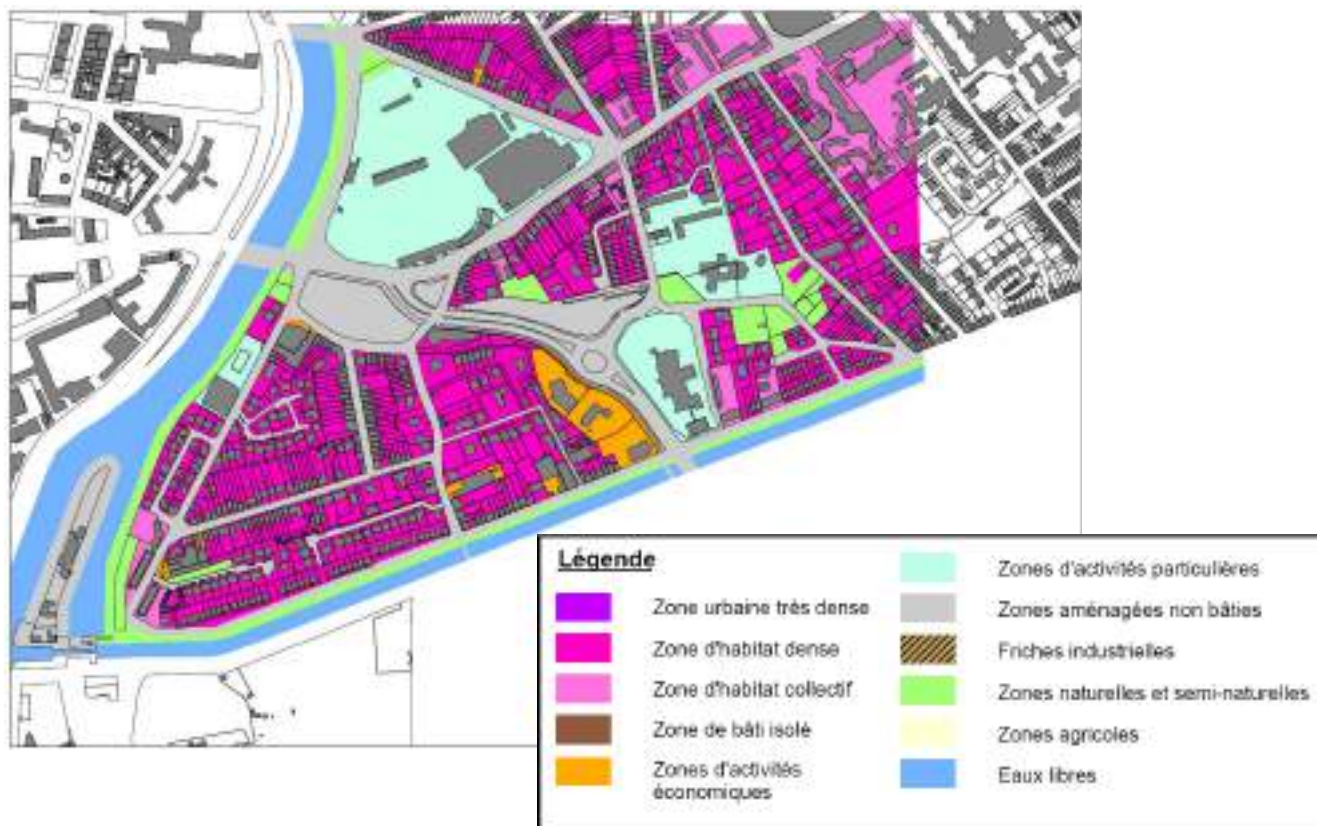 Légende
Zone urbaine très dense
Zone d'habitat dense
Zone d'habitat collectif
Zone de bâti isolé
Zones d'activités
économiques
Zones d'activités particulières
Zones aménagées non bâties
Friches industrielles
Zones naturelles et semi-naturelles
Zones agricoles
Eaux libres